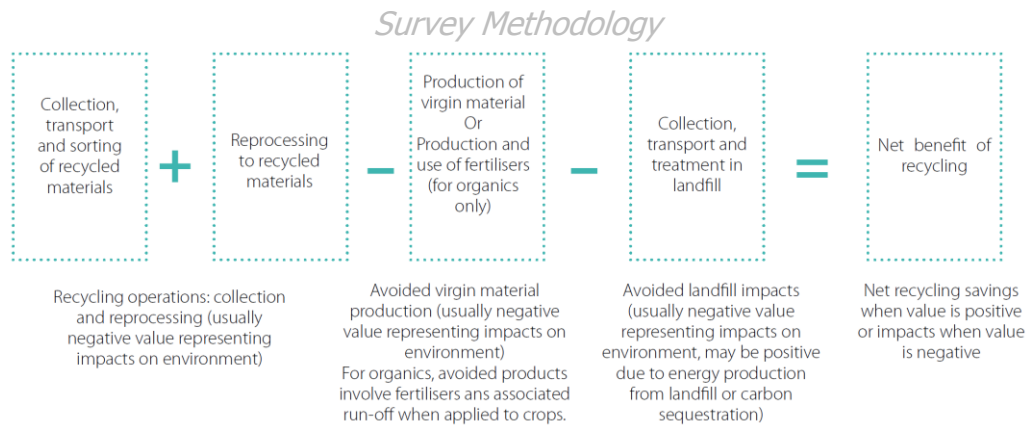 Survey Methodology
Collection,
transport
and sorting
of recycled
materials
+
Reprocessing
to recycled
materials
–
Production of
virgin material
Or
Production and
use of fertilisers
(for organics
only)
–
Collection,
transport and
treatment in
landfill
=
Net benefit of
recycling
Recycling operations: collection
and reprocessing (usually
negative value representing
impacts on environment)
Avoided virgin material
production (usually negative
value representing impacts on
environment)
For organics, avoided products
involve fertilisers ans associated
run-off when applied to crops.
Avoided landfill impacts
(usually negative value
representing impacts on
environment, may be positive
due to energy production
from landfill or carbon
sequestration)
Net recycling savings
when value is positive
or impacts when value
is negative